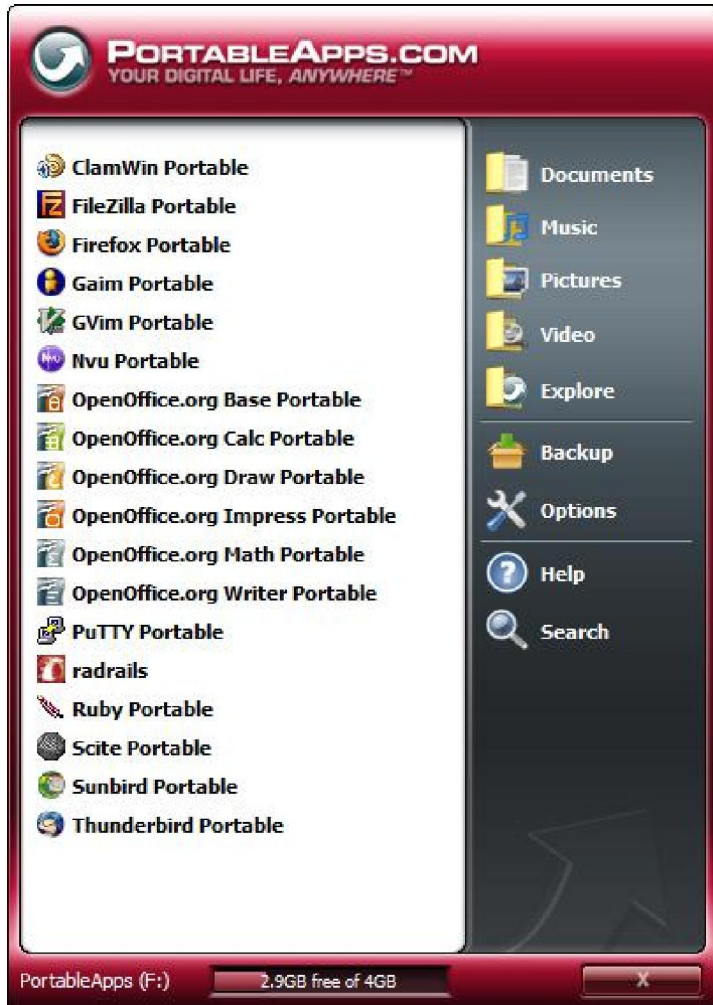 PORTABLEAPPS.COM
YOUR DIGITAL LIFE, ANYWHERE™
ClamWin Portable
FileZilla Portable
Firefox Portable
Gaim Portable
GVim Portable
Nvu Portable
OpenOffice.org Base Portable
OpenOffice.org Calc Portable
OpenOffice.org Draw Portable
OpenOffice.org Impress Portable
OpenOffice.org Math Portable
OpenOffice.org Writer Portable
PuTTY Portable
radrails
Ruby Portable
Scite Portable
Sunbird Portable
Thunderbird Portable
Documents
Music
Pictures
Video
Explore
Backup
Options
Help
Search
PortableApps (F:)
2.9GB free of 4GB
X